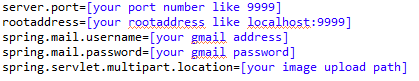 server.port=[your port number like 9999]
rootaddress=[your rootaddress like localhost:9999]
spring.mail.username=[your gmail address]
spring.mail.password=[your gmail password]
spring.servlet.multipart.location=[your image upload path]